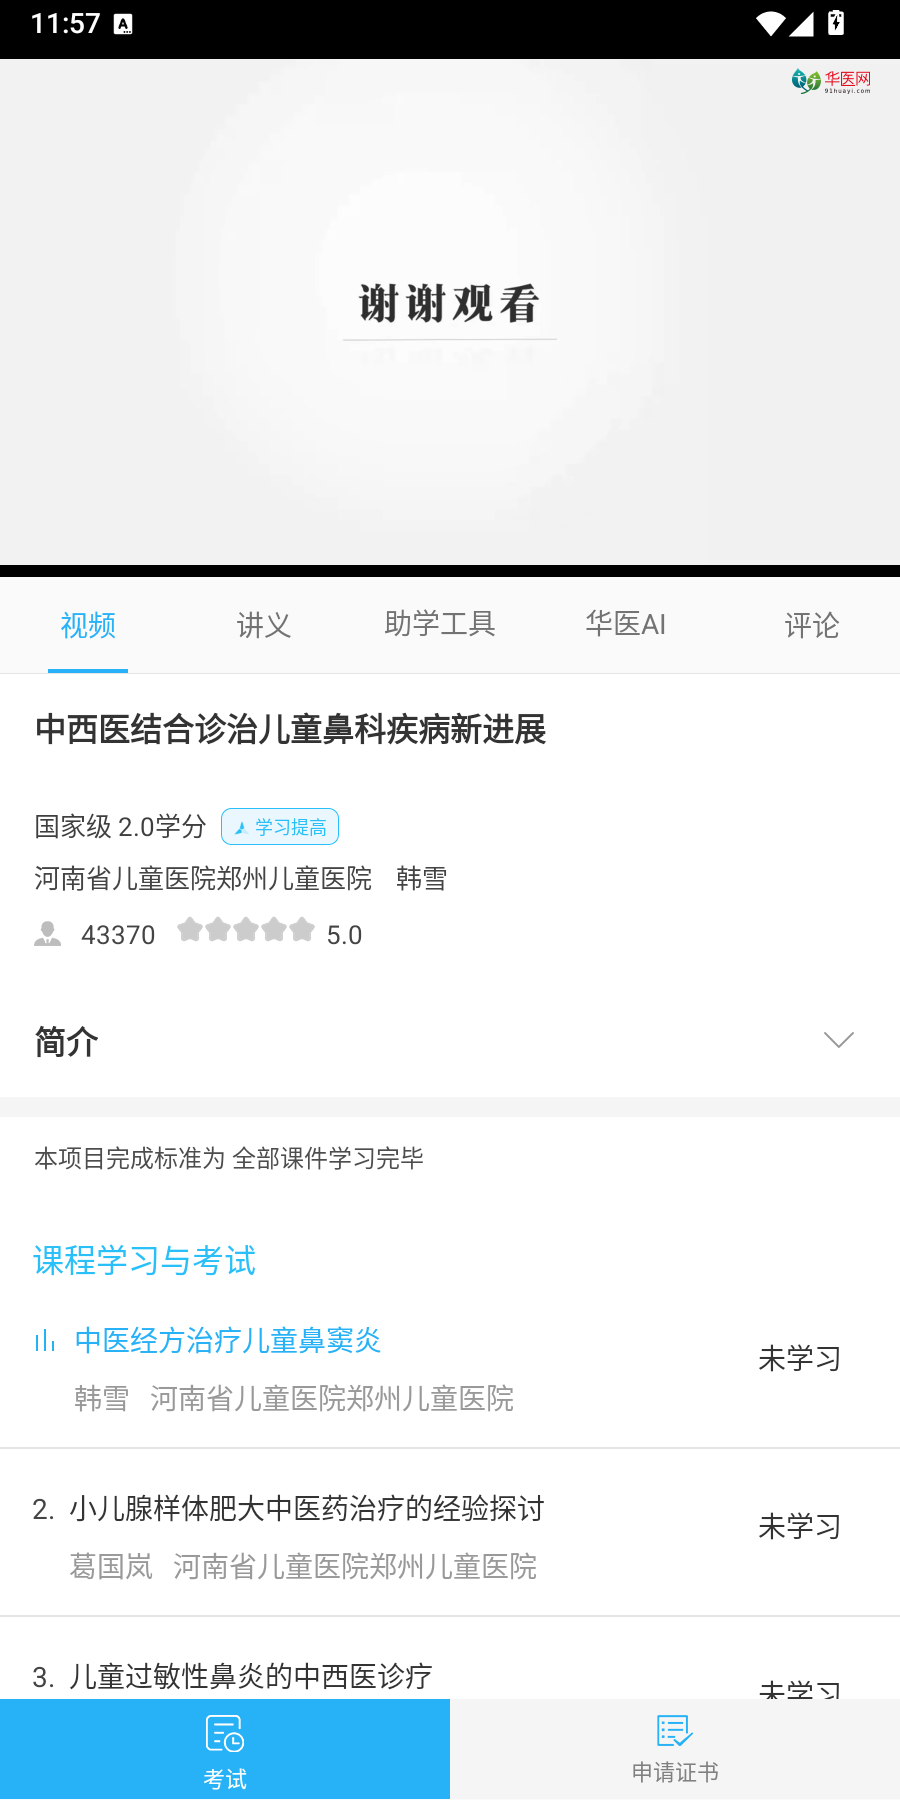 11:57
华医网
91huayi.com
谢谢观看
视频 讲义 助学工具 华医AI 评论
中西医结合诊治儿童鼻科疾病新进展
国家级 2.0学分 学习提高
河南省儿童医院郑州儿童医院 韩雪
43370 5.0
简介
本项目完成标准为 全部课件学习完毕
课程学习与考试
中医经方治疗儿童鼻窦炎
未学习
韩雪 河南省儿童医院郑州儿童医院
2. 小儿腺样体肥大中医药治疗的经验探讨
未学习
葛国岚 河南省儿童医院郑州儿童医院
3. 儿童过敏性鼻炎的中西医诊疗
未学习
考试 申请证书